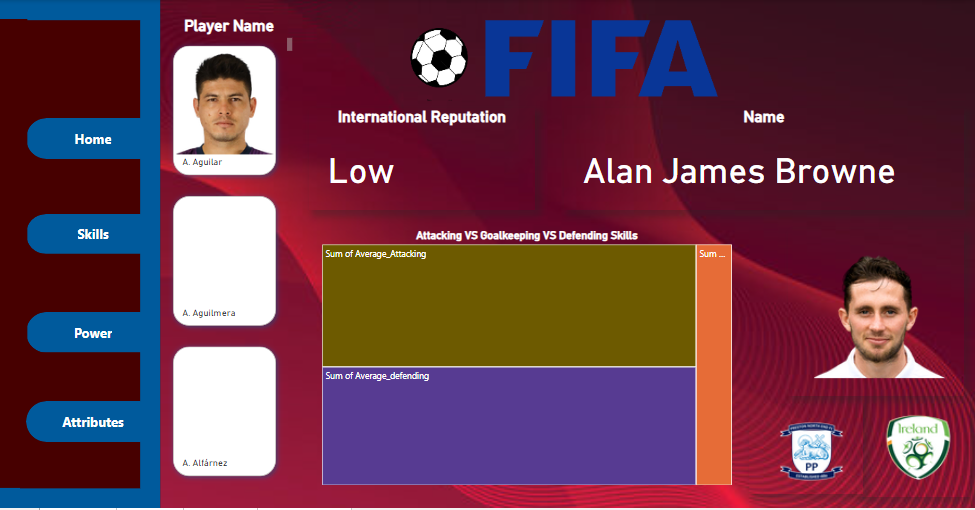 Player Name
FIFA
International Reputation
Name
Low
Alan James Browne
Home
Skills
Power
Attributes
A. Aguilar
A. Aguilmera
A. Alfárnez
Attacking VS Goalkeeping VS Defending Skills
Sum of Average_Attacking
Sum ...
Sum of Average_defending
PP
Ireland